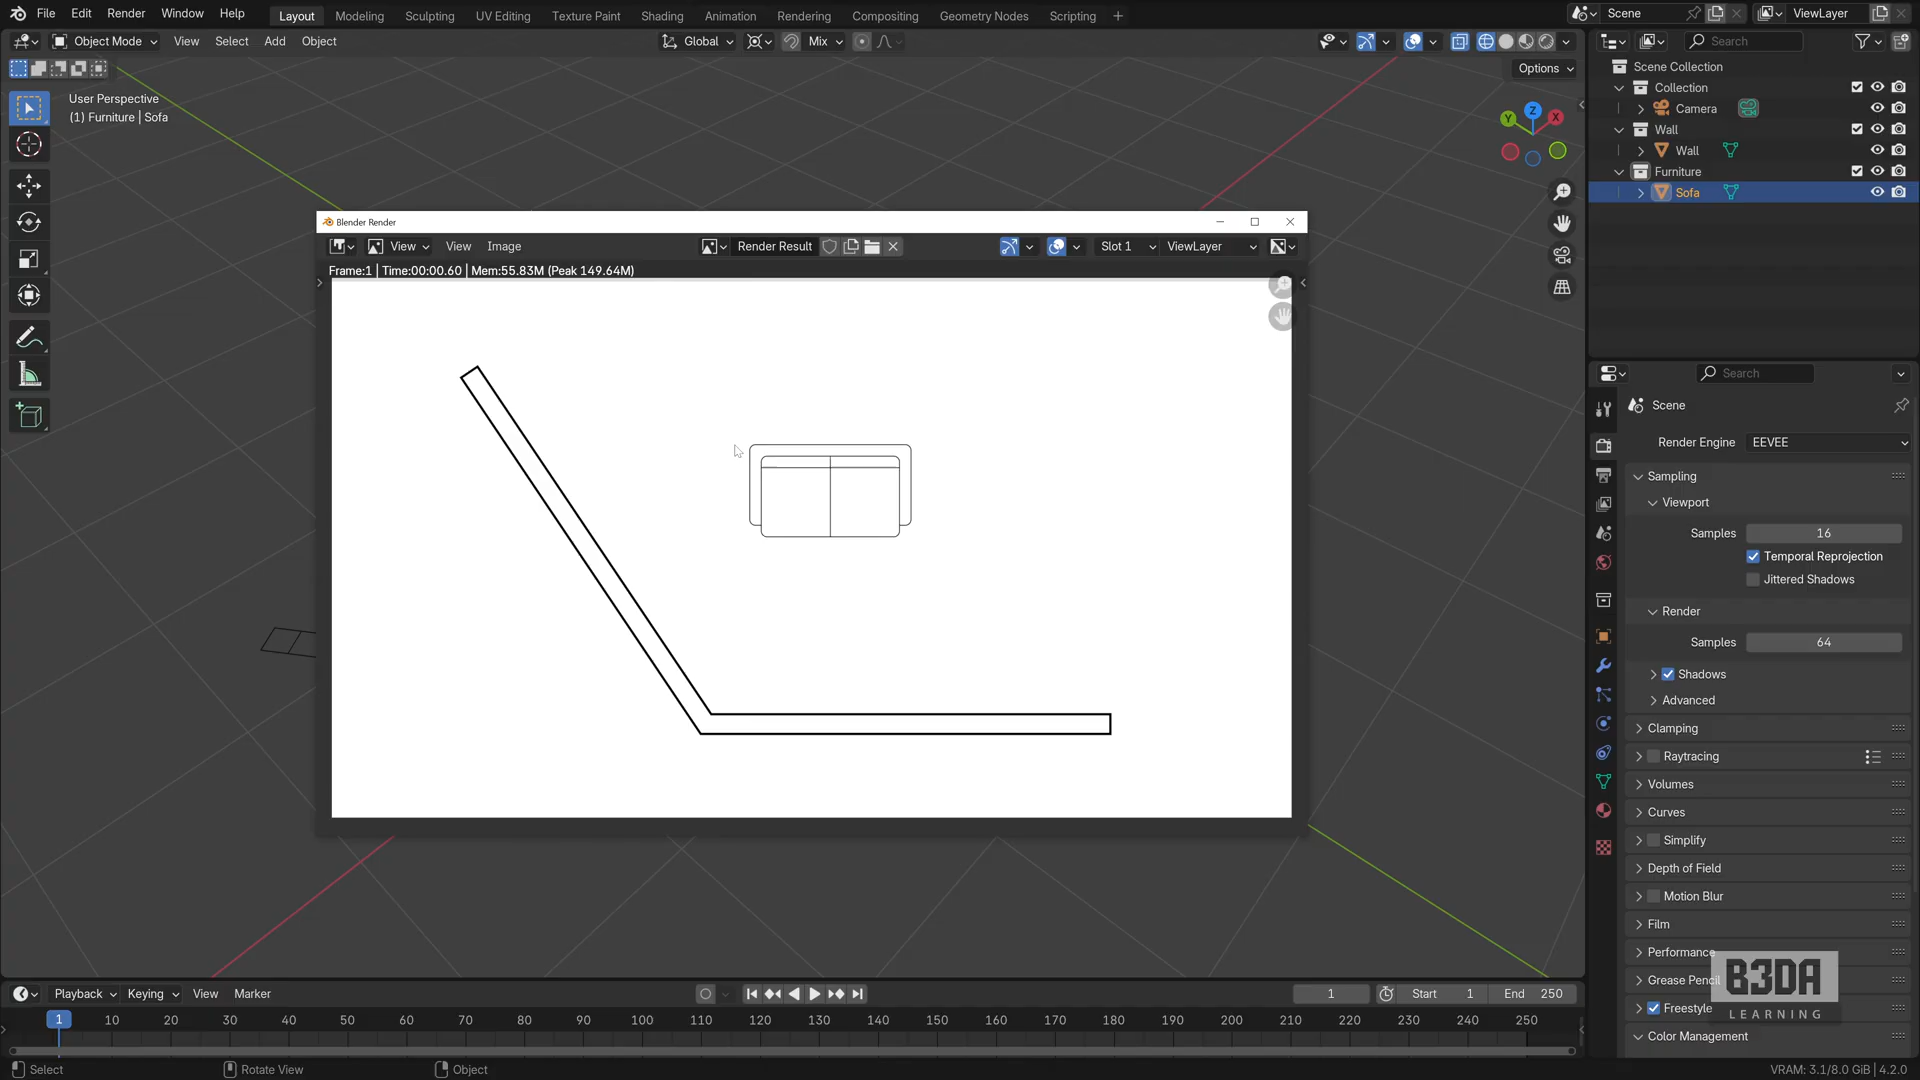 File Edit Render Window Help Layout Modeling Sculpting UV Editing Texture Paint Shading Animation Rendering Compositing Geometry Nodes Scripting + Scene ViewLayer
Object Mode View Select Add Object Global Mix Search
Options
User Perspective
(1) Furniture | Sofa
Z
Y
X
Scene Collection
Collection
Camera
Wall
Wall
Furniture
Sofa
Blender Render
View View Image Render Result Slot 1 ViewLayer
Frame:1 | Time:00:00.60 | Mem:55.83M (Peak 149.64M)
Search
Scene
Render Engine EEVEE
Sampling
Viewport
Samples 16
Temporal Reprojection
Jittered Shadows
Render
Samples 64
Shadows
Advanced
Clamping
Raytracing
Volumes
Curves
Simplify
Depth of Field
Motion Blur
Film
Performance
Grease Pencil
Freestyle
Color Management
B3DA
LEARNING
Playback Keying View Marker 1 Start 1 End 250
1 10 20 30 40 50 60 70 80 90 100 110 120 130 140 150 160 170 180 190 200 210 220 230 240 250
Select Rotate View Object VRAM: 3.1/8.0 GiB | 4.2.0